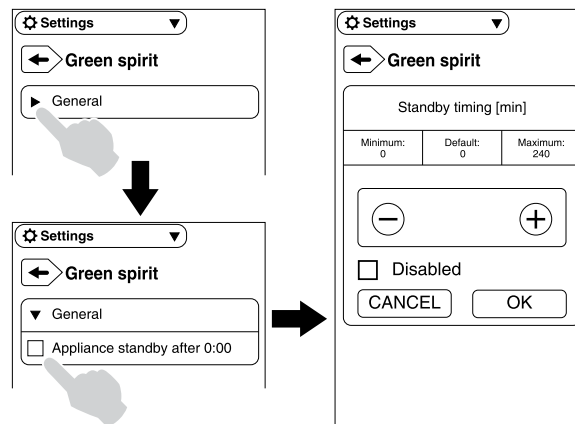 Settings
Green spirit
General
Settings
Green spirit
General
Appliance standby after 0:00
Settings
Green spirit
Standby timing [min]
Minimum: Default: Maximum:
0 0 240
Disabled
CANCEL OK